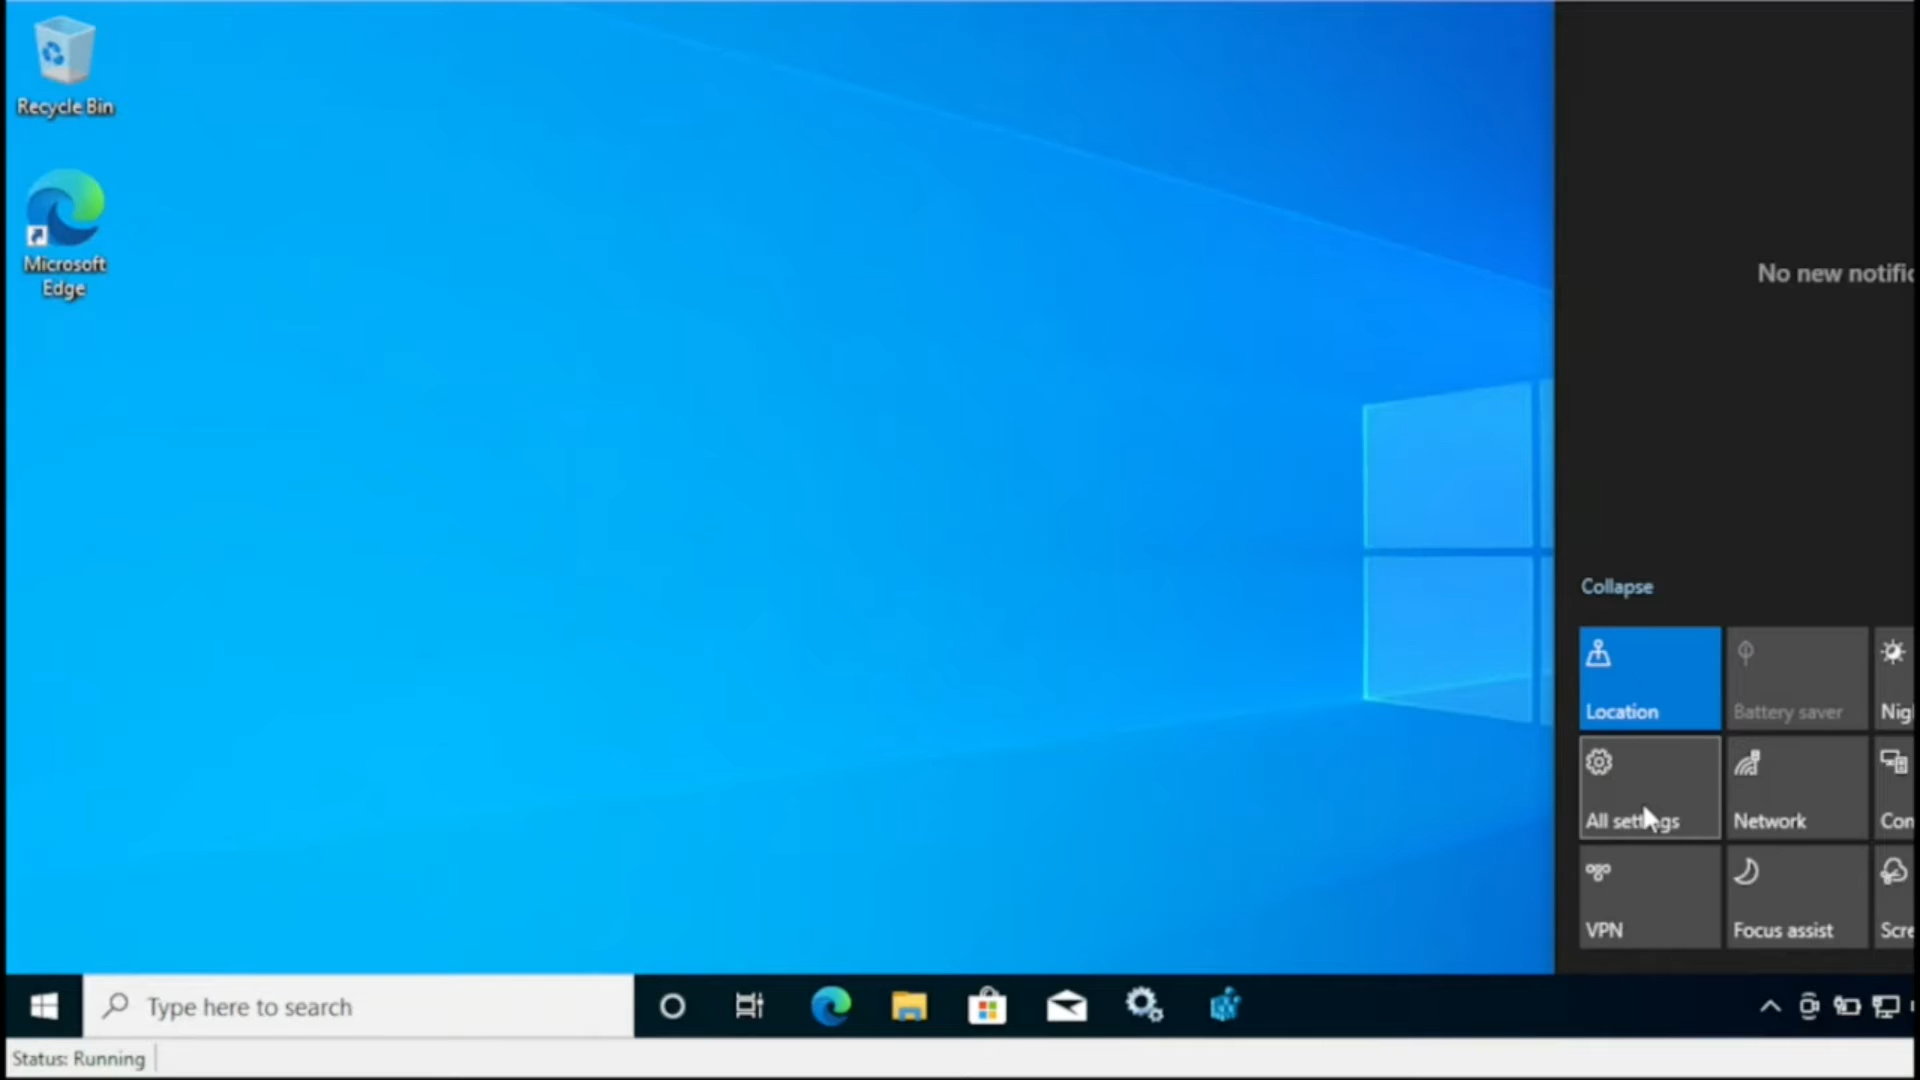 Recycle Bin
Microsoft
Edge
No new notific
Collapse
Location
Battery saver
Nig
All settings
Network
Con
VPN
Focus assist
Scre
Type here to search
Status: Running